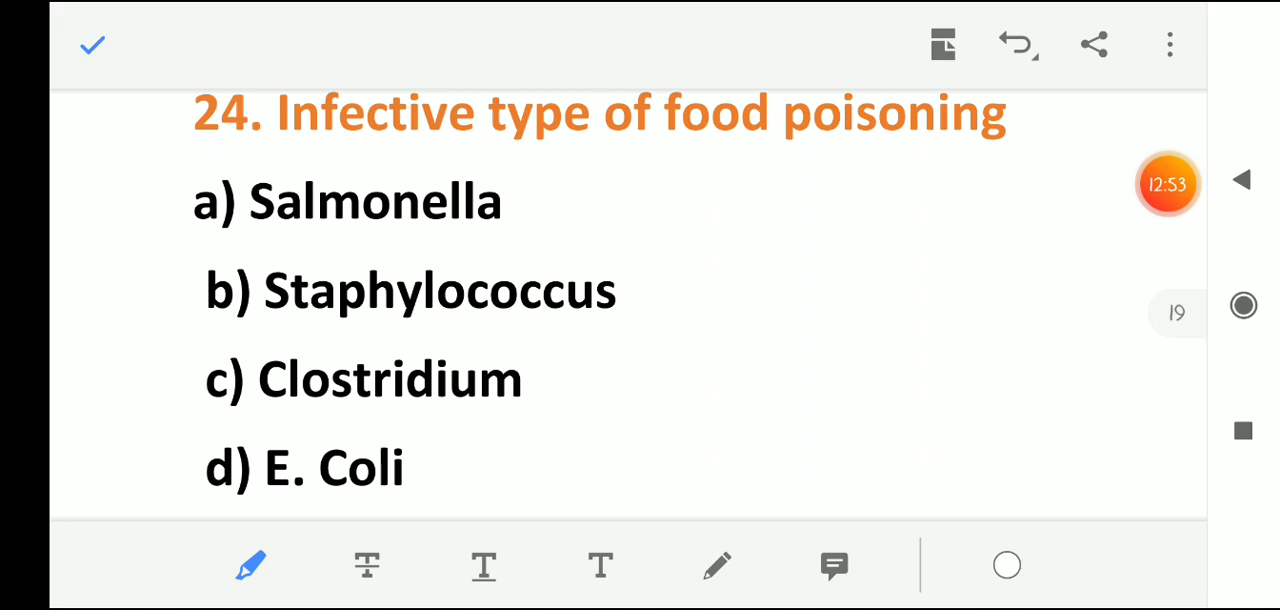 24. Infective type of food poisoning
a) Salmonella
12:53
b) Staphylococcus
19
c) Clostridium
d) E. Coli
T T T